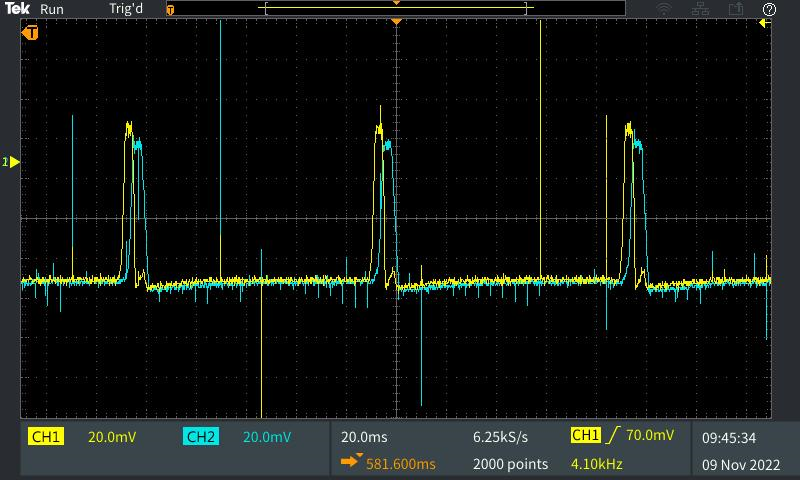 Tek Run Trig'd T ?
T
CH1 20.0mV CH2 20.0mV 20.0ms 6.25kS/s CH1 70.0mV 09:45:34
581.600ms 2000 points 4.10kHz 09 Nov 2022